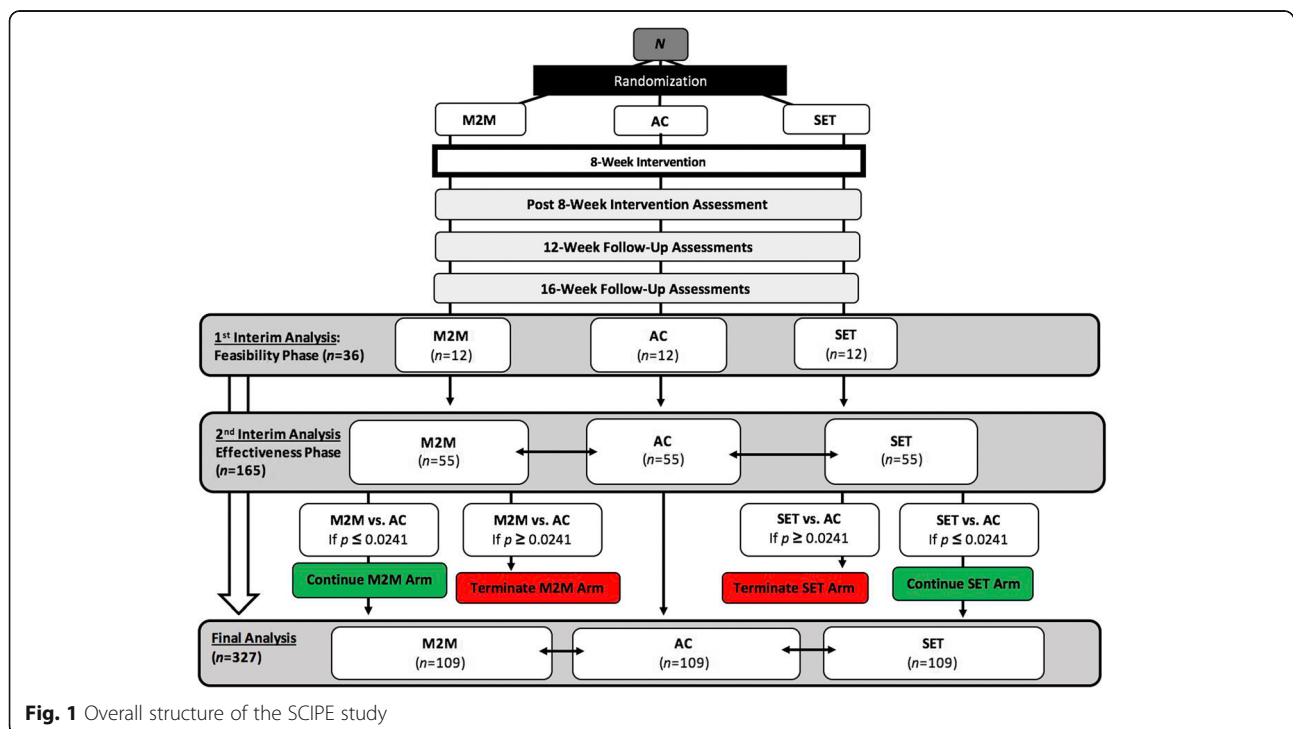 N
Randomization
M2M
AC
SET
8-Week Intervention
Post 8-Week Intervention Assessment
12-Week Follow-Up Assessments
16-Week Follow-Up Assessments
1st Interim Analysis:
Feasibility Phase (n=36)
M2M
(n=12)
AC
(n=12)
SET
(n=12)
2nd Interim Analysis
Effectiveness Phase
(n=165)
M2M
(n=55)
AC
(n=55)
SET
(n=55)
M2M vs. AC
If p ≤ 0.0241
M2M vs. AC
If p ≥ 0.0241
SET vs. AC
If p ≥ 0.0241
SET vs. AC
If p ≤ 0.0241
Continue M2M Arm
Terminate M2M Arm
Terminate SET Arm
Continue SET Arm
Final Analysis
(n=327)
M2M
(n=109)
AC
(n=109)
SET
(n=109)
Fig. 1 Overall structure of the SCIPE study